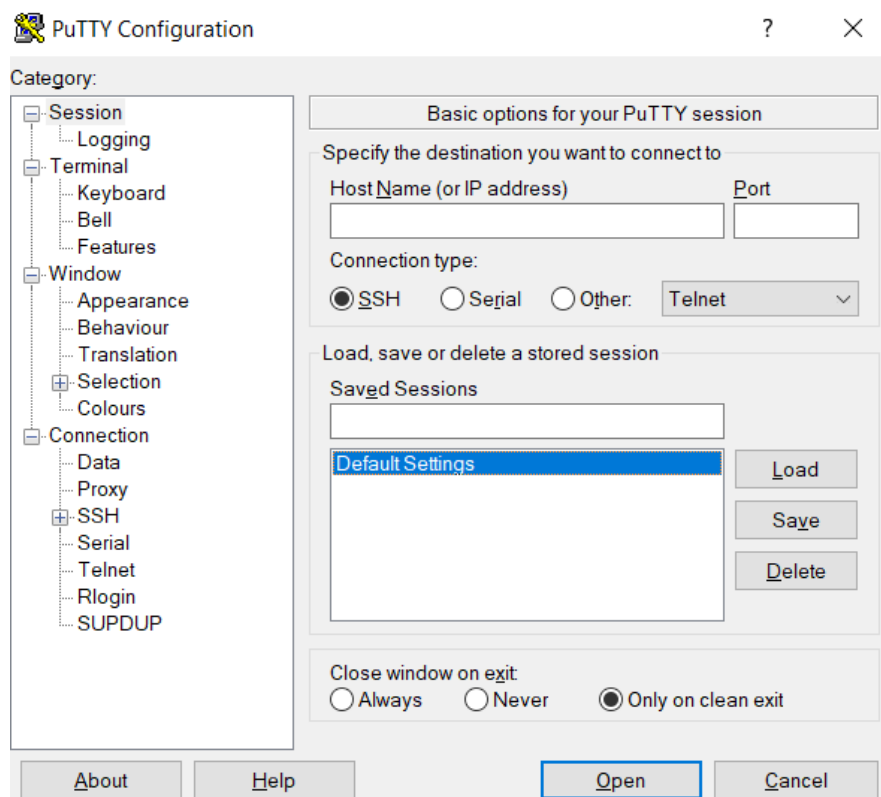 PuTTY Configuration ?
Category:
Session
Logging
Terminal
Keyboard
Bell
Features
Window
Appearance
Behaviour
Translation
Selection
Colours
Connection
Data
Proxy
SSH
Serial
Telnet
Rlogin
SUPDUP
Basic options for your PuTTY session
Specify the destination you want to connect to
Host Name (or IP address) Port
Connection type:
SSH Serial Other: Telnet
Load, save or delete a stored session
Saved Sessions
Default Settings
Load
Save
Delete
Close window on exit:
Always Never Only on clean exit
About Help Open Cancel